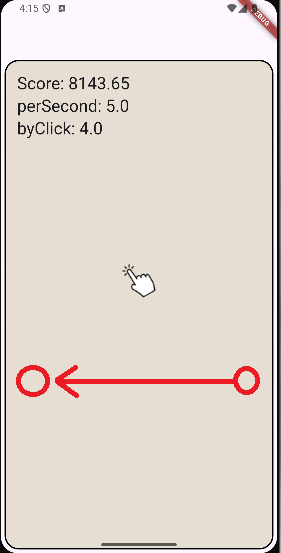 4:15
DEBUG
Score: 8143.65
perSecond: 5.0
byClick: 4.0